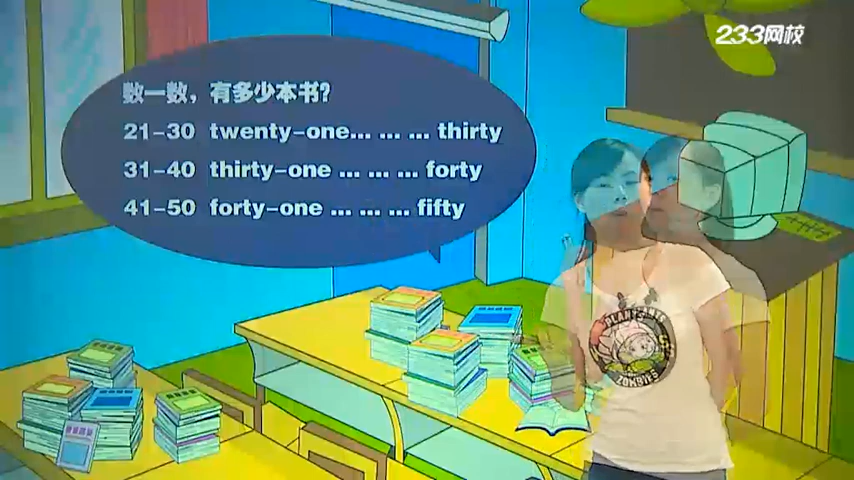 233网校
数一数，有多少本书?
21-30 twenty-one... ... ... thirty
31-40 thirty-one ... ... ... forty
41-50 forty-one ... ... ... fifty
PLANTS
ZOMBIES